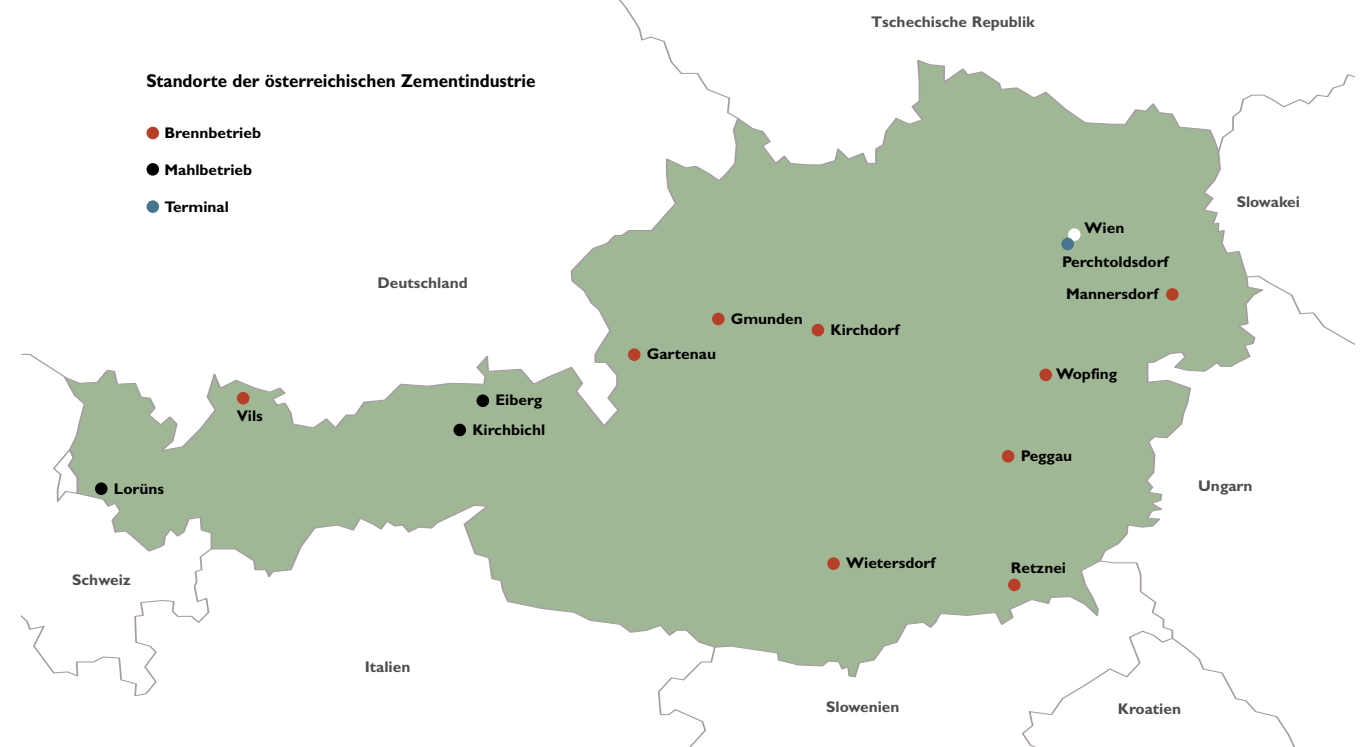 Tschechische Republik
Standorte der österreichischen Zementindustrie
Brennbetrieb
Mahlbetrieb
Terminal
Slowakei
Wien
Perchtoldsdorf
Deutschland
Mannersdorf
Gmunden
Kirchdorf
Gartenau
Wopfing
Eiberg
Vils
Kirchbichl
Peggau
Lorüns
Ungarn
Wietersdorf
Retznei
Schweiz
Italien
Slowenien
Kroatien